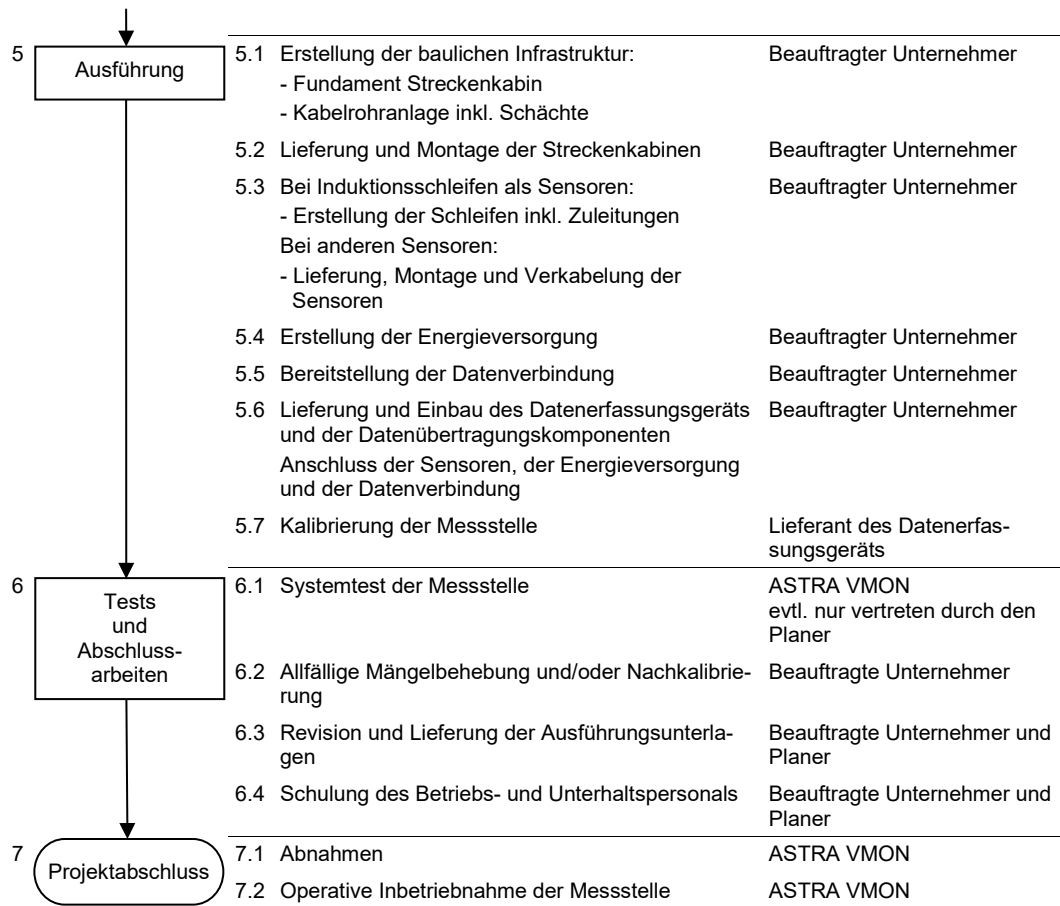 5
Ausführung
5.1 Erstellung der baulichen Infrastruktur: Beauftragter Unternehmer
- Fundament Streckenkabin
- Kabelrohranlage inkl. Schächte
5.2 Lieferung und Montage der Streckenkabinen Beauftragter Unternehmer
5.3 Bei Induktionsschleifen als Sensoren: Beauftragter Unternehmer
- Erstellung der Schleifen inkl. Zuleitungen
Bei anderen Sensoren:
- Lieferung, Montage und Verkabelung der
Sensoren
5.4 Erstellung der Energieversorgung Beauftragter Unternehmer
5.5 Bereitstellung der Datenverbindung Beauftragter Unternehmer
5.6 Lieferung und Einbau des Datenerfassungsgeräts Beauftragter Unternehmer
und der Datenübertragungskomponenten
Anschluss der Sensoren, der Energieversorgung
und der Datenverbindung
5.7 Kalibrierung der Messstelle Lieferant des Datenerfas-
sungsgeräts
6
Tests
und
Abschluss-
arbeiten
6.1 Systemtest der Messstelle ASTRA VMON
evtl. nur vertreten durch den
Planer
6.2 Allfällige Mängelbehebung und/oder Nachkalibrie- Beauftragte Unternehmer
rung
6.3 Revision und Lieferung der Ausführungsunterla- Beauftragte Unternehmer und
gen Planer
6.4 Schulung des Betriebs- und Unterhaltspersonals Beauftragte Unternehmer und
Planer
7
Projektabschluss
7.1 Abnahmen ASTRA VMON
7.2 Operative Inbetriebnahme der Messstelle ASTRA VMON